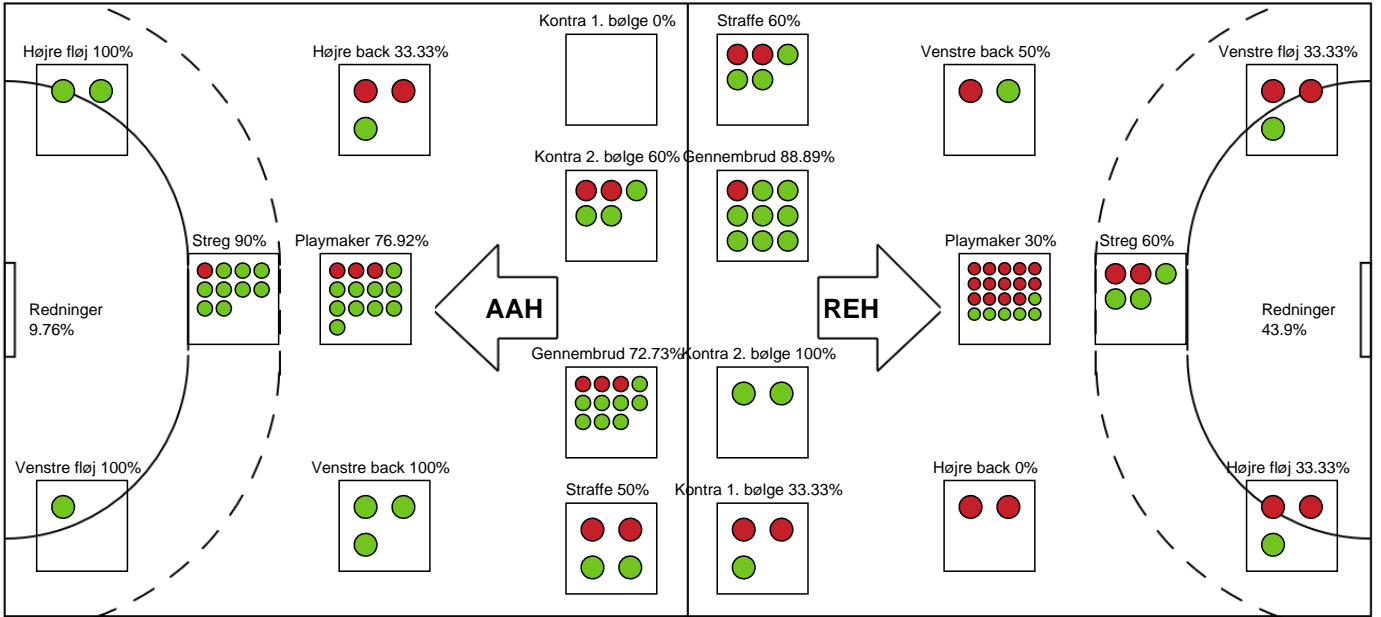 Kontra 1. bølge 0%
Straffe 60%
Højre fløj 100%
Højre back 33.33%
Venstre back 50%
Venstre fløj 33.33%
Kontra 2. bølge 60%
Gennembrud 88.89%
Streg 90%
Playmaker 76.92%
Playmaker 30%
Streg 60%
Redninger
9.76%
AAH
REH
Redninger
43.9%
Gennembrud 72.73%
Kontra 2. bølge 100%
Venstre fløj 100%
Venstre back 100%
Straffe 50%
Kontra 1. bølge 33.33%
Højre back 0%
Højre fløj 33.33%